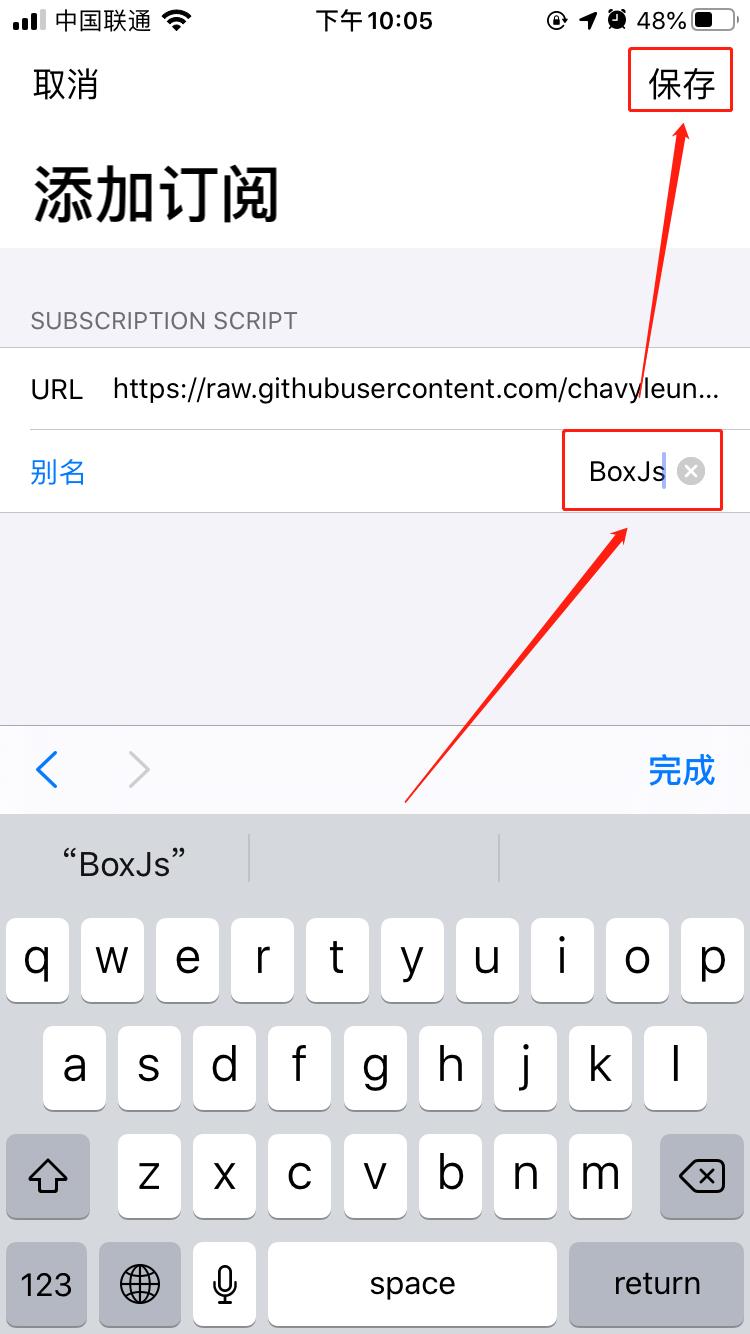 中国联通 下午10:05 48%
取消 保存
添加订阅
SUBSCRIPTION SCRIPT
URL https://raw.githubusercontent.com/chavyleun...
别名 BoxJs
完成
“BoxJs”
q w e r t y u i o p
a s d f g h j k l
z x c v b n m
123 space return